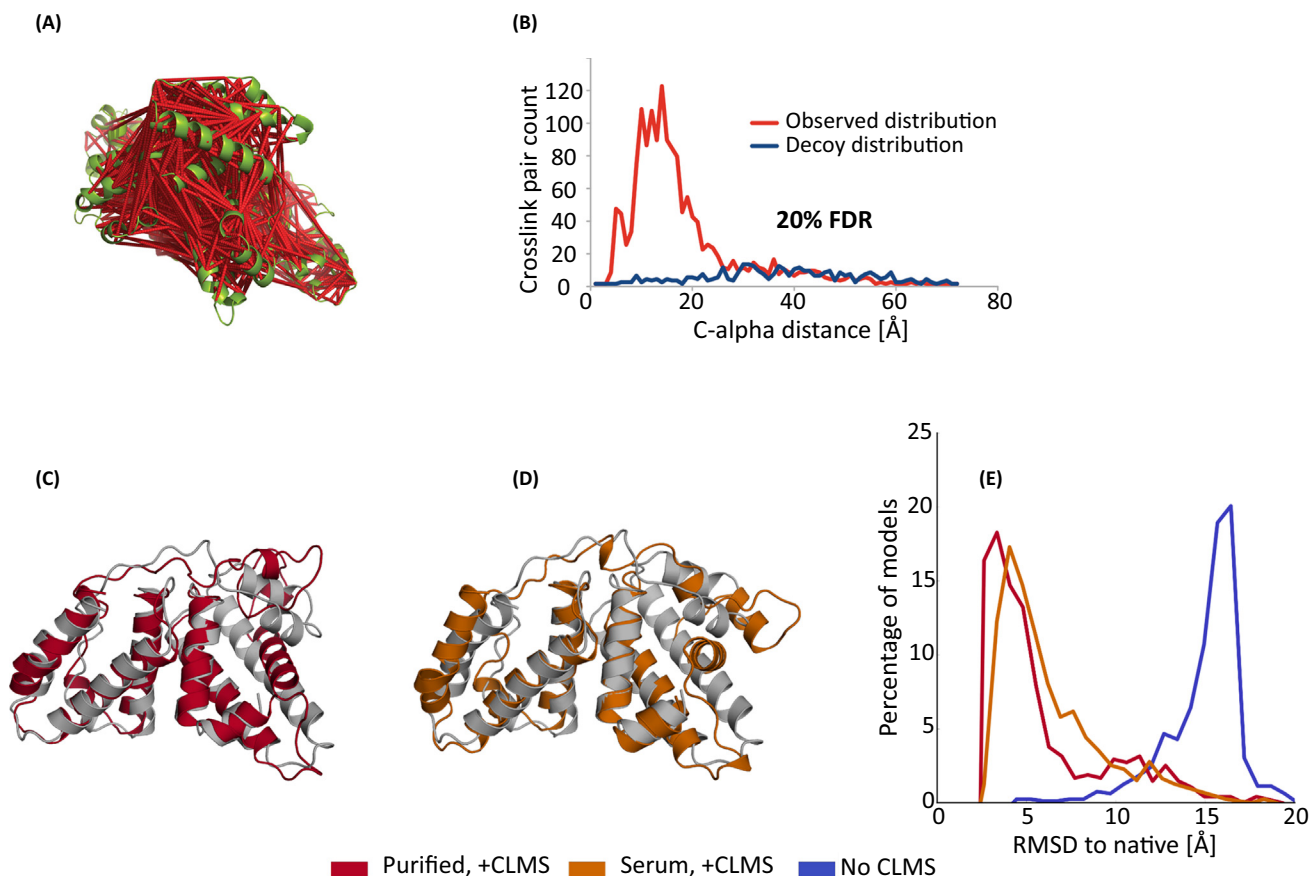 (A)
(B)
Crosslink pair count
120
100
80
60
40
20
0
Observed distribution
Decoy distribution
20% FDR
0
20
40
60
80
C-alpha distance [Å]
(C)
(D)
(E)
Percentage of models
25
20
15
10
5
0
0
5
10
15
20
RMSD to native [Å]
Purified, +CLMS
Serum, +CLMS
No CLMS